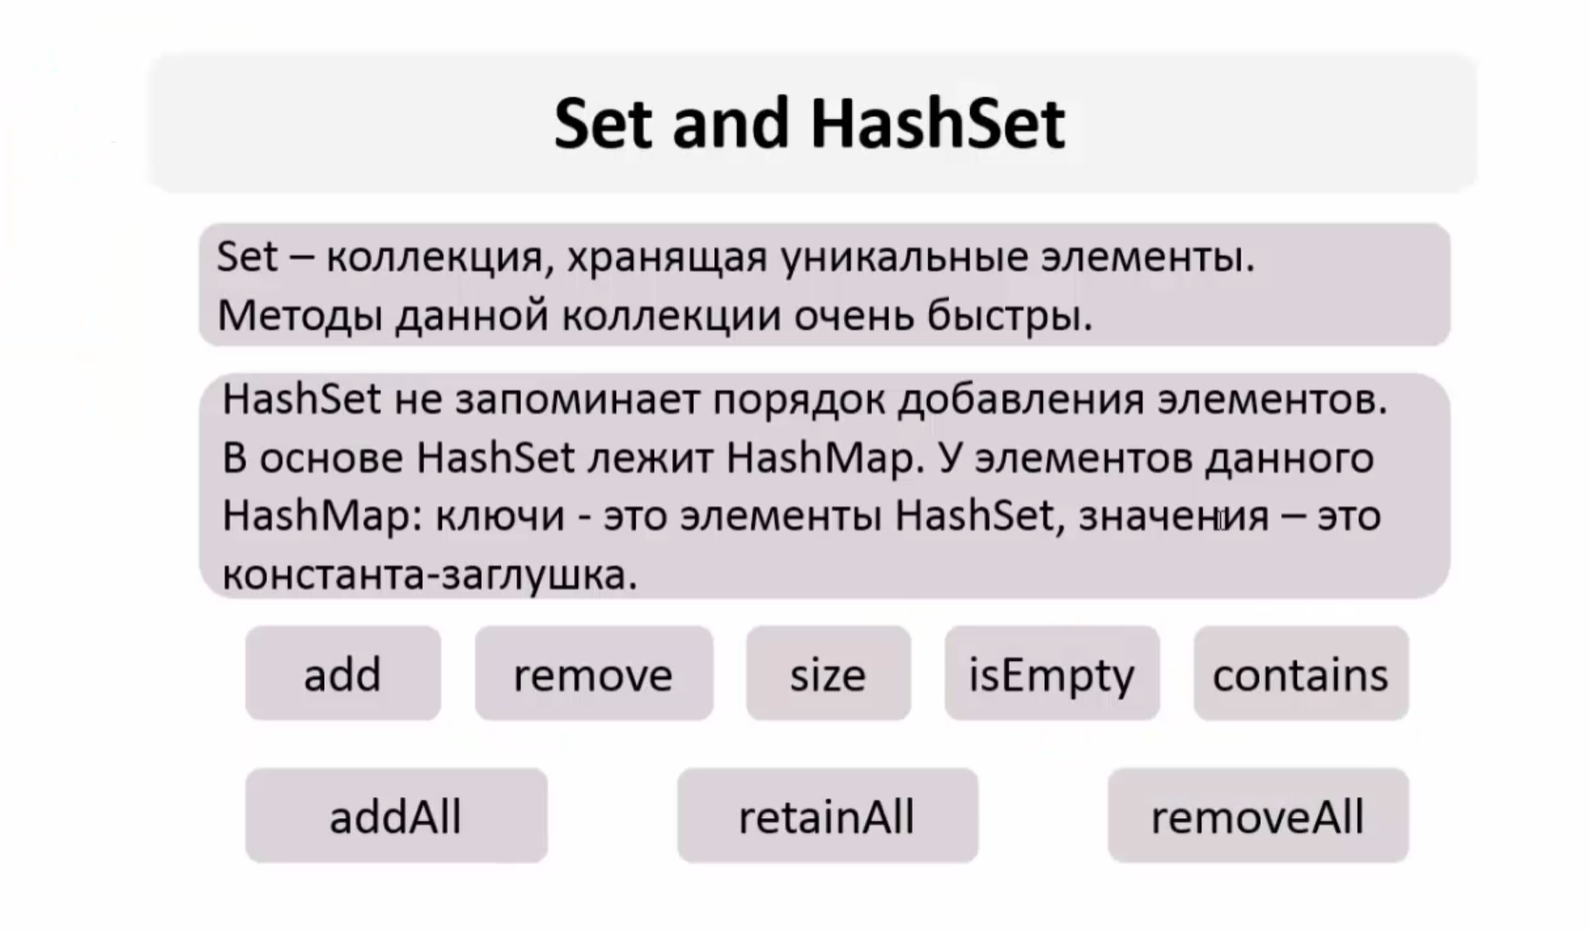 Set and HashSet
Set – коллекция, хранящая уникальные элементы.
Методы данной коллекции очень быстры.
HashSet не запоминает порядок добавления элементов.
В основе HashSet лежит HashMap. У элементов данного
HashMap: ключи - это элементы HashSet, значения – это
константа-заглушка.
add remove size isEmpty contains
addAll retainAll removeAll